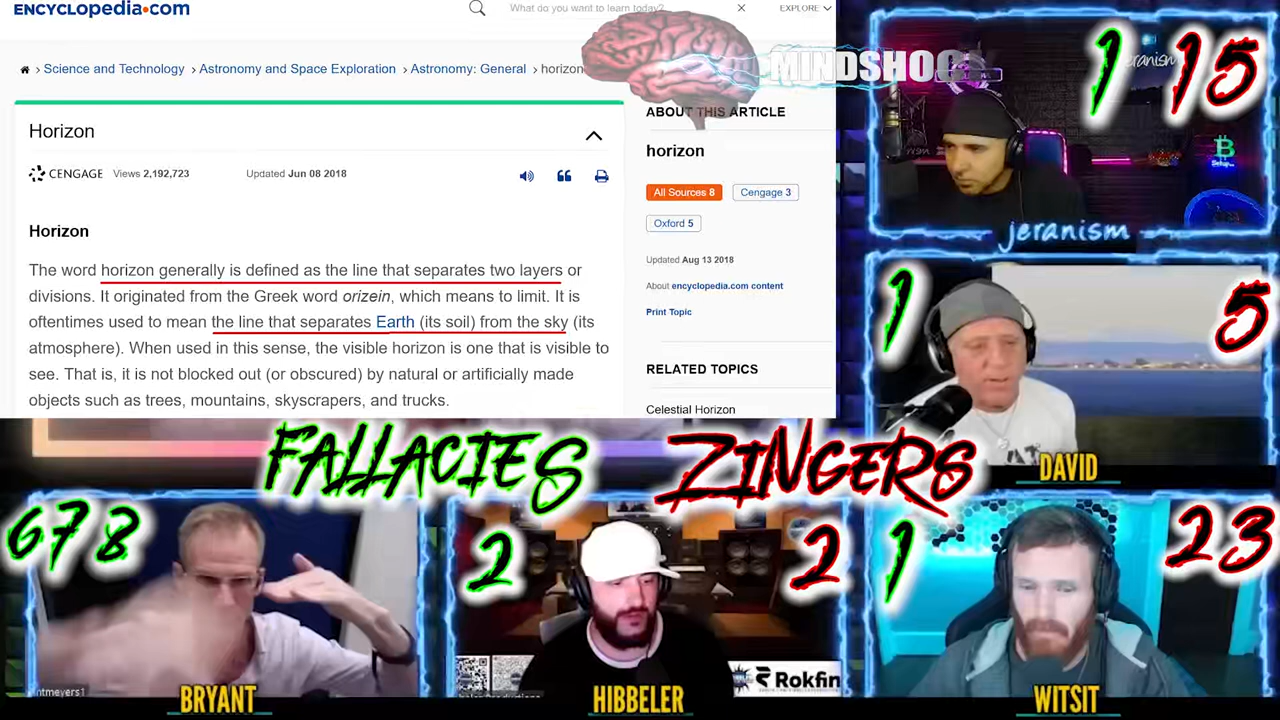 ENCYCLOPEDIA.com
What do you want to learn today?
EXPLORE
Science and Technology > Astronomy and Space Exploration > Astronomy: General > horizon
MINDSHOCK
Horizon
CENGAGE Views 2,192,723 Updated Jun 08 2018
Horizon
The word horizon generally is defined as the line that separates two layers or
divisions. It originated from the Greek word orizein, which means to limit. It is
oftentimes used to mean the line that separates Earth (its soil) from the sky (its
atmosphere). When used in this sense, the visible horizon is one that is visible to
see. That is, it is not blocked out (or obscured) by natural or artificially made
objects such as trees, mountains, skyscrapers, and trucks.
ABOUT THIS ARTICLE
horizon
All Sources 8
Cengage 3
Oxford 5
Updated Aug 13 2018
About encyclopedia.com content
Print Topic
RELATED TOPICS
Celestial Horizon
1 15
jeranism
jeranism
1 5
DAVID
FALLACIES ZINGERS
678
BRYANT
2 2
Rokfin
HIBBELER
1 23
WITSIT